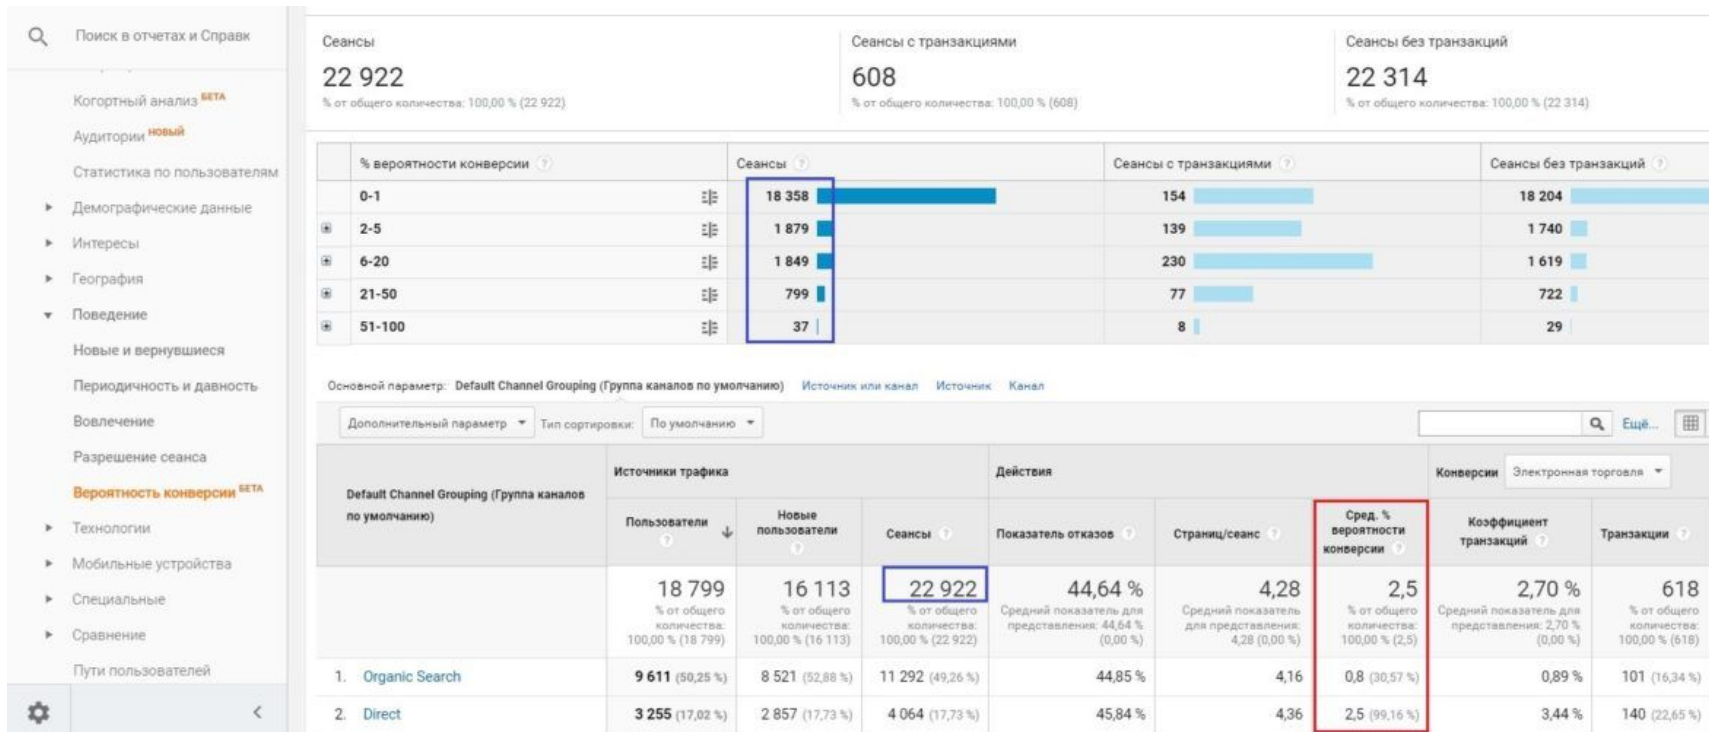 Поиск в отчетах и Справк
Когортный анализ БЕТА
Аудитории НОВЫЙ
Статистика по пользователям
Демографические данные
Интересы
География
Поведение
Новые и вернувшиеся
Периодичность и давность
Вовлечение
Разрешение сеанса
Вероятность конверсии БЕТА
Технологии
Мобильные устройства
Специальные
Сравнение
Пути пользователей
Сеансы Сеансы с транзакциями Сеансы без транзакций
22 922 608 22 314
% от общего количества: 100,00 % (22 922) % от общего количества: 100,00 % (608) % от общего количества: 100,00 % (22 314)
% вероятности конверсии ? Сеансы ? Сеансы с транзакциями ? Сеансы без транзакций ?
0-1 18 358 154 18 204
2-5 1 879 139 1 740
6-20 1 849 230 1 619
21-50 799 77 722
51-100 37 8 29
Основной параметр: Default Channel Grouping (Группа каналов по умолчанию) Источник или канал Источник Канал
Дополнительный параметр Тип сортировки: По умолчанию Ещё...
Источники трафика Действия Конверсии Электронная торговля
Default Channel Grouping (Группа каналов
по умолчанию)
Пользователи ?
Новые
пользователи
?
Сеансы ?
Показатель отказов ?
Страниц/сеанс ?
Сред. %
вероятности
конверсии ?
Коэффициент
транзакций ?
Транзакции ?
18 799 16 113 22 922 44,64 % 4,28 2,5 2,70 % 618
% от общего % от общего % от общего Средний показатель для Средний показатель % от общего Средний показатель для % от общего
количества: количества: количества: представления: 44,64 % для представления: количества: представления: 2,70 % количества:
100,00 % (18 799) 100,00 % (16 113) 100,00 % (22 922) (0,00 %) 4,28 (0,00 %) 100,00 % (2,5) (0,00 %) 100,00 % (618)
1. Organic Search 9 611 (50,25 %) 8 521 (52,88 %) 11 292 (49,26 %) 44,85 % 4,16 0,8 (30,57 %) 0,89 % 101 (16,34 %)
2. Direct 3 255 (17,02 %) 2 857 (17,73 %) 4 064 (17,73 %) 45,84 % 4,36 2,5 (99,16 %) 3,44 % 140 (22,65 %)